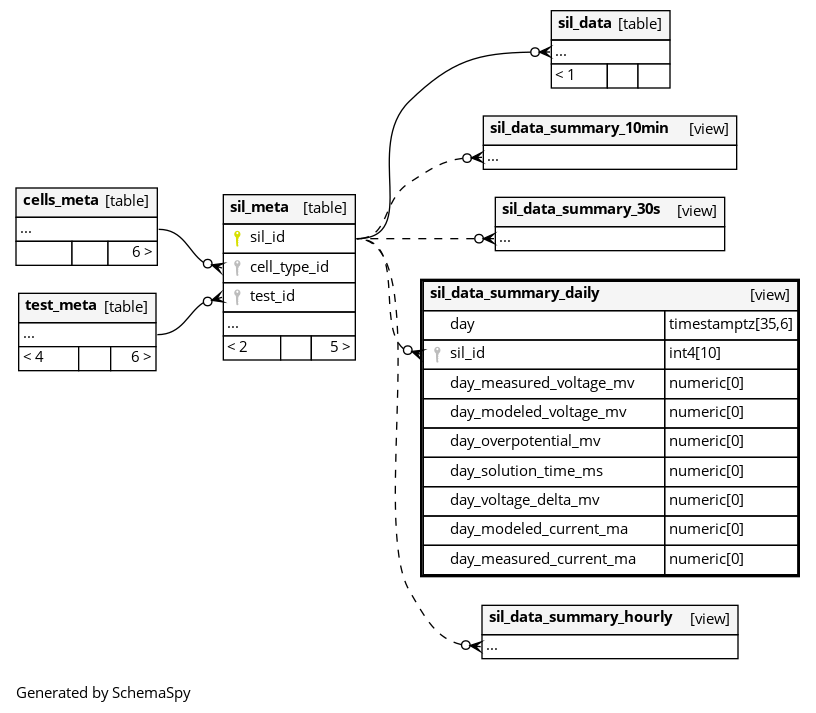 sil_data [table]
...
< 1
sil_data_summary_10min [view]
...
cells_meta [table]
...
6 >
sil_meta [table]
sil_id
cell_type_id
test_id
...
< 2 5 >
sil_data_summary_30s [view]
...
test_meta [table]
...
< 4 6 >
sil_data_summary_daily [view]
day timestamptz[35,6]
sil_id int4[10]
day_measured_voltage_mv numeric[0]
day_modeled_voltage_mv numeric[0]
day_overpotential_mv numeric[0]
day_solution_time_ms numeric[0]
day_voltage_delta_mv numeric[0]
day_modeled_current_ma numeric[0]
day_measured_current_ma numeric[0]
sil_data_summary_hourly [view]
...
Generated by SchemaSpy